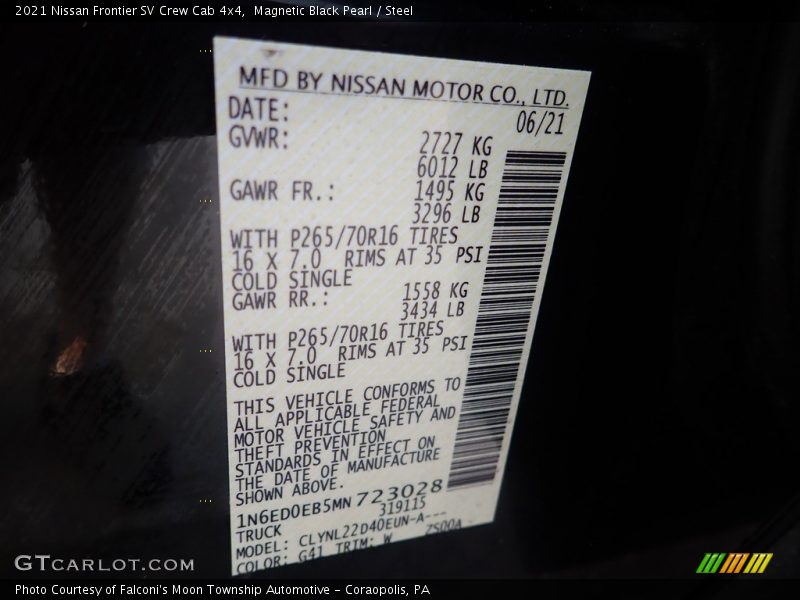 2021 Nissan Frontier SV Crew Cab 4x4,  Magnetic Black Pearl / Steel
MFD BY NISSAN MOTOR CO., LTD.
DATE: 06/21
GVWR: 2727 KG
6012 LB
GAWR FR.: 1495 KG
3296 LB
WITH P265/70R16 TIRES
16 X 7.0 RIMS AT 35 PSI
COLD SINGLE
GAWR RR.: 1558 KG
3434 LB
WITH P265/70R16 TIRES
16 X 7.0 RIMS AT 35 PSI
COLD SINGLE
THIS VEHICLE CONFORMS TO
ALL APPLICABLE FEDERAL
MOTOR VEHICLE SAFETY AND
THEFT PREVENTION
STANDARDS IN EFFECT ON
THE DATE OF MANUFACTURE
SHOWN ABOVE.
1N6ED0EB5MN723028
TRUCK 319115
MODEL: CLYNL22D40EUN-A---
COLOR: G41 TRIM: W ZS00A
GTCARLOT.COM
Photo Courtesy of Falconi's Moon Township Automotive - Coraopolis, PA